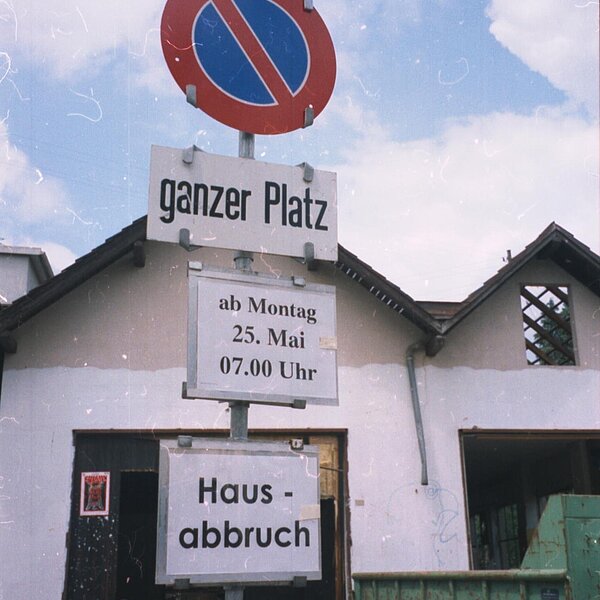 ganzer Platz
ab Montag
25. Mai
07.00 Uhr
Haus -
abbruch